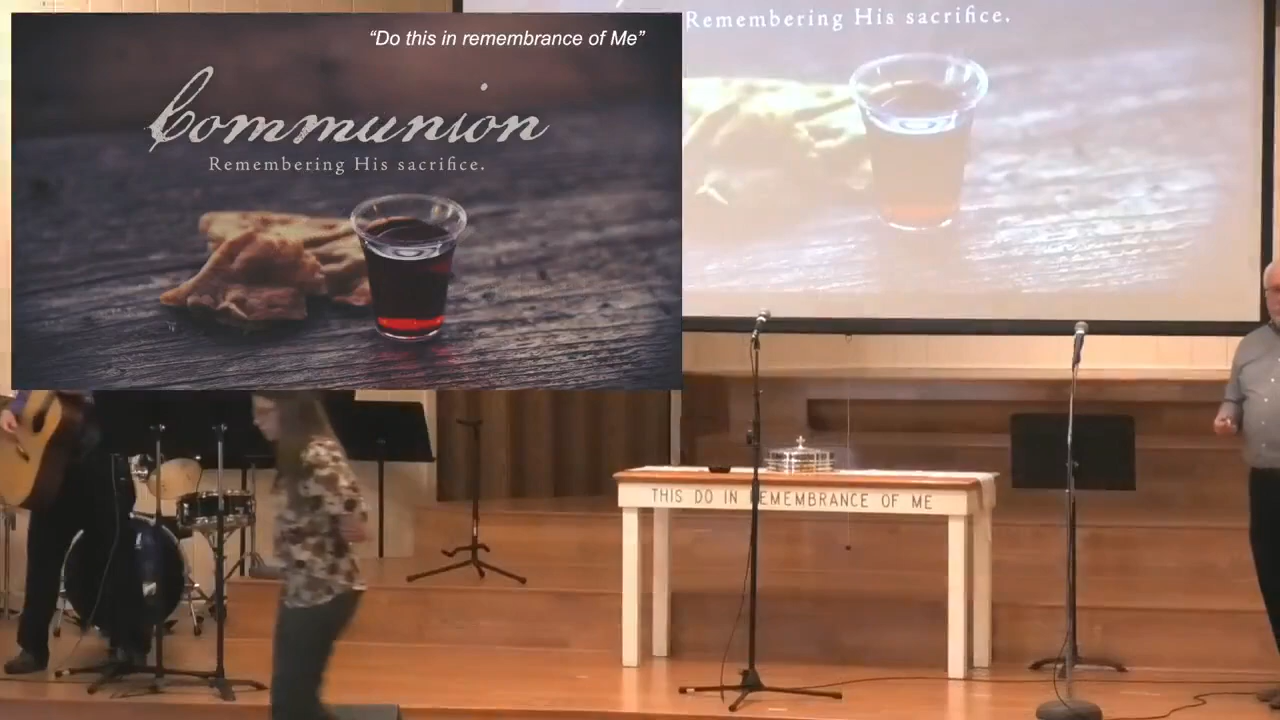 “Do this in remembrance of Me”
Communion
Remembering His sacrifice.
Remembering His sacrifice.
THIS DO IN REMEMBRANCE OF ME